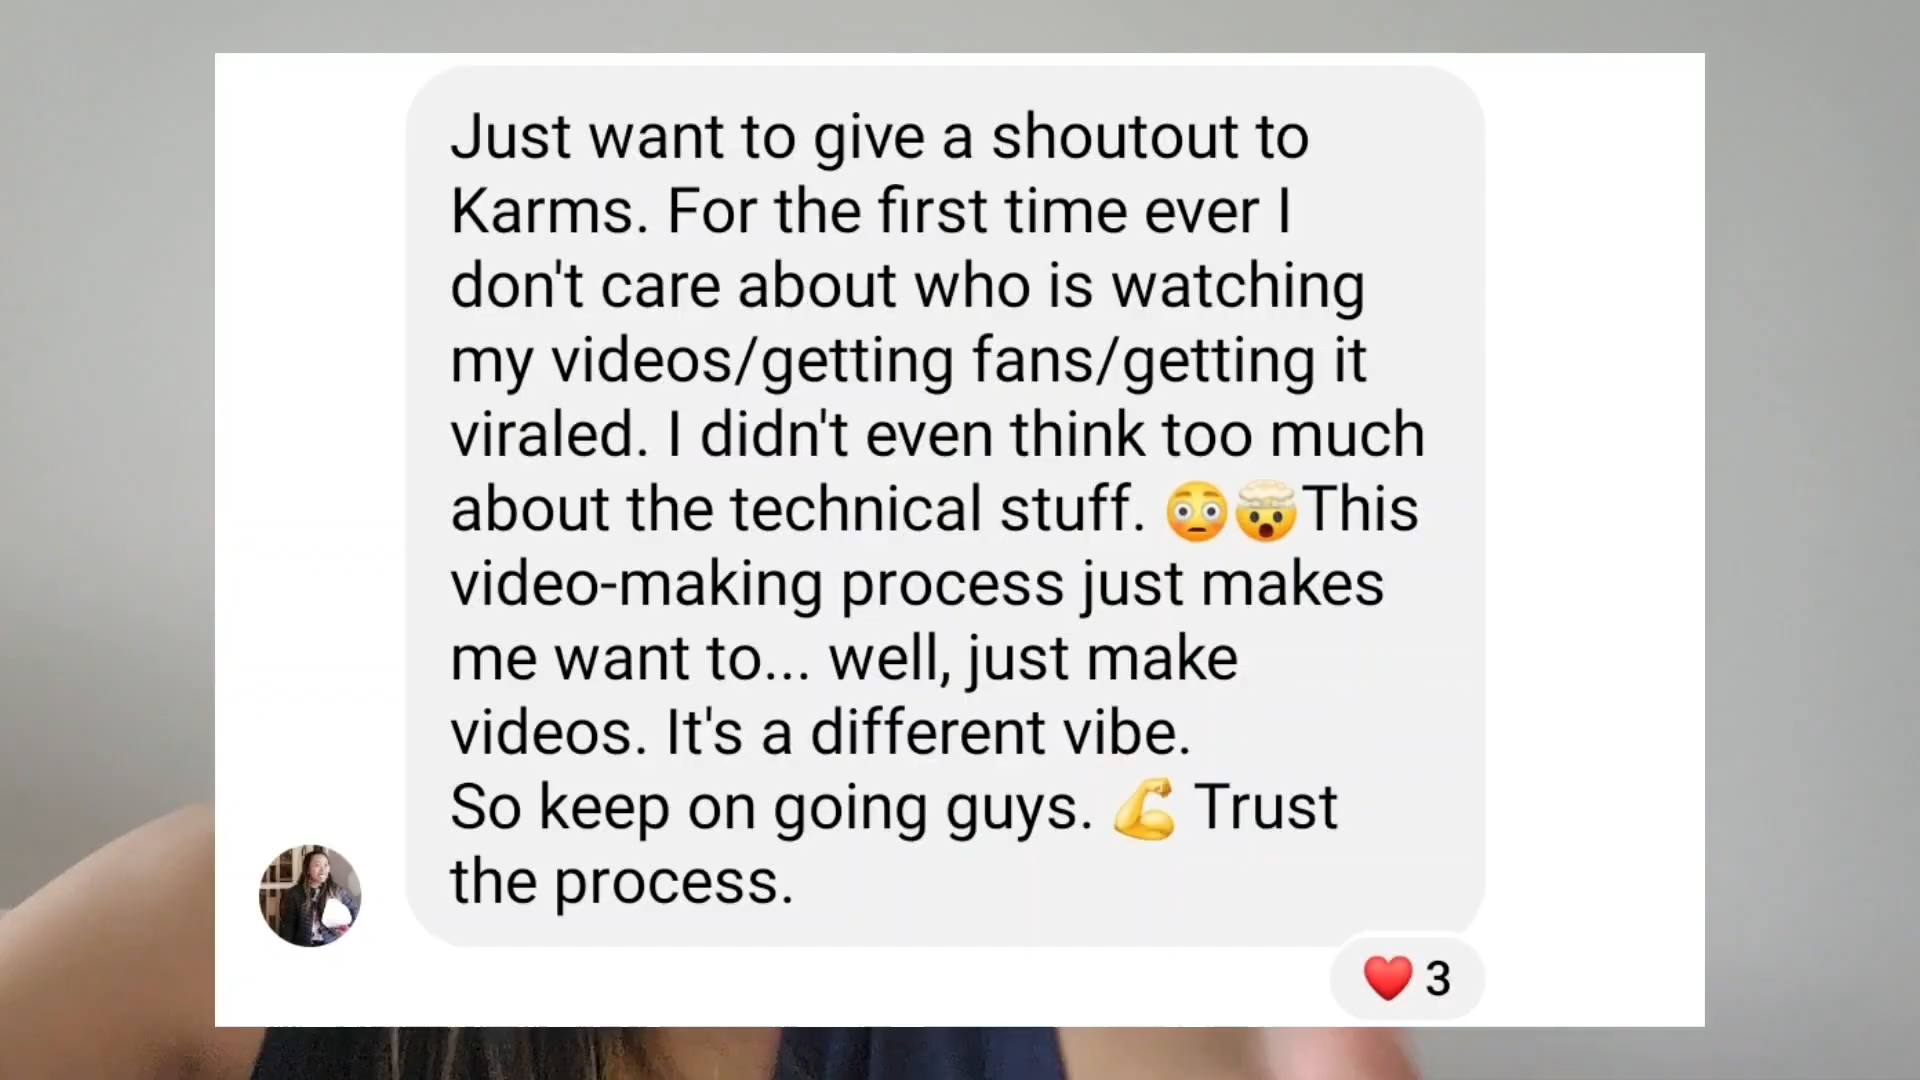 Just want to give a shoutout to
Karms. For the first time ever I
don't care about who is watching
my videos/getting fans/getting it
viraled. I didn't even think too much
about the technical stuff. 😳🤯This
video-making process just makes
me want to... well, just make
videos. It's a different vibe.
So keep on going guys. 💪 Trust
the process.
❤️ 3